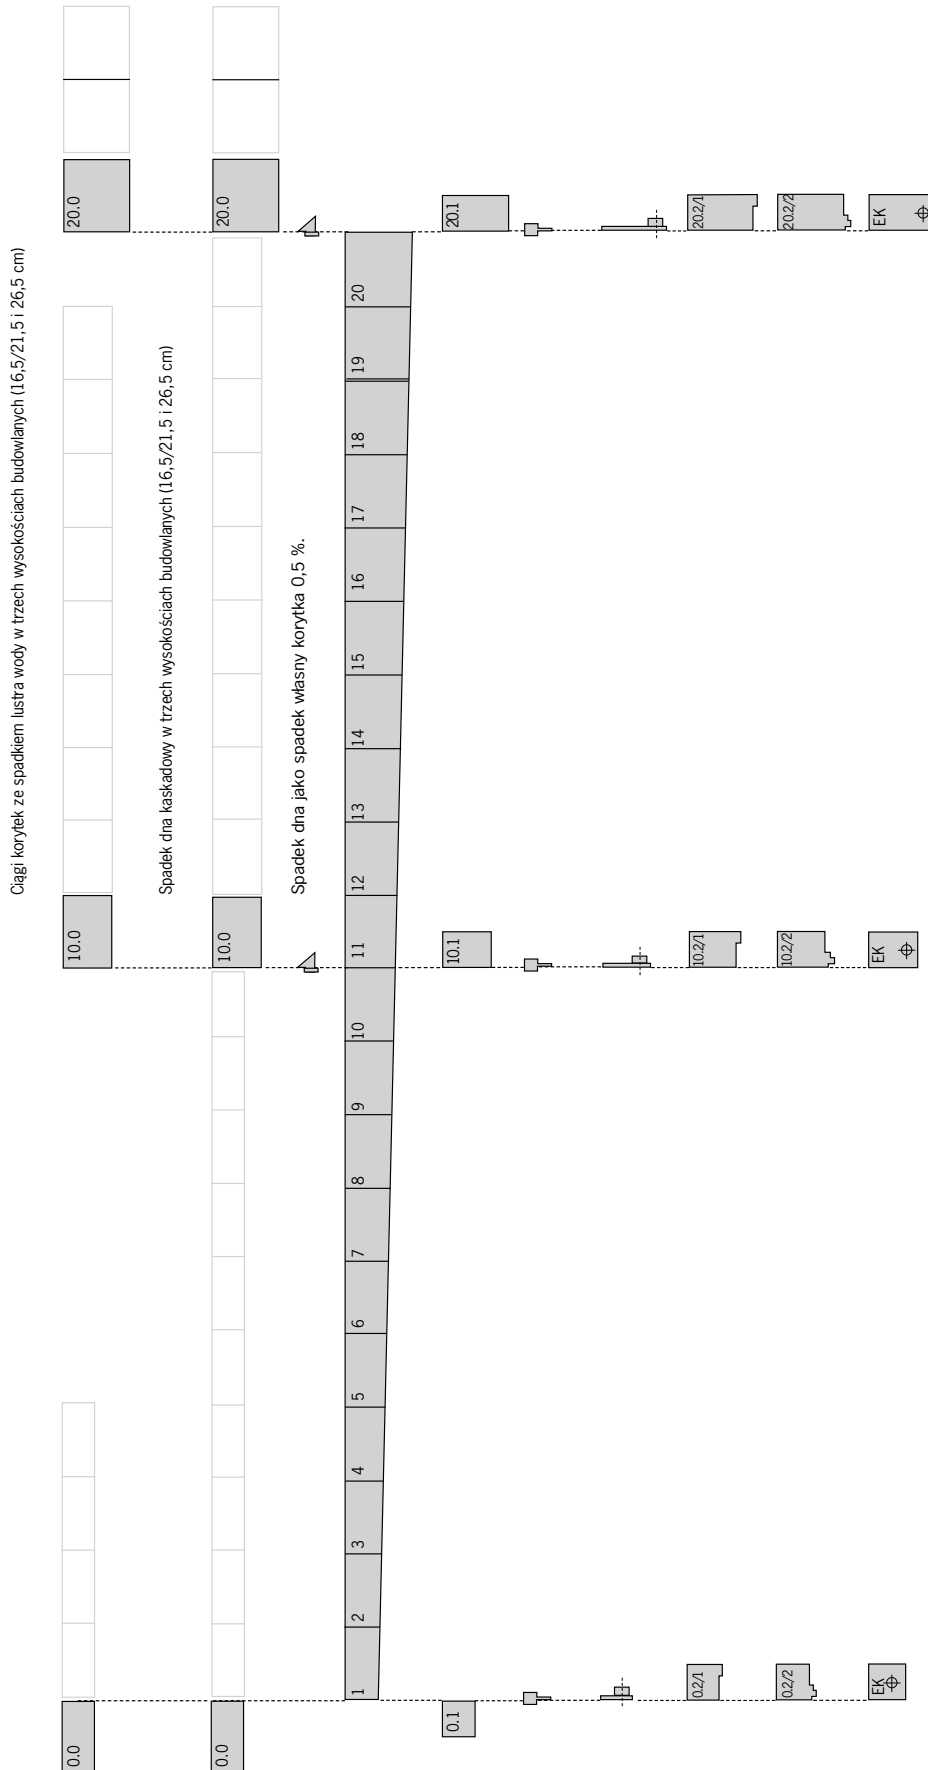 Ciągi korytek ze spadkiem lustra wody w trzech wysokościach budowlanych (16,5/21,5 i 26,5 cm)
0.0
10.0
20.0
Spadek dna kaskadowy w trzech wysokościach budowlanych (16,5/21,5 i 26,5 cm)
0.0
10.0
20.0
Spadek dna jako spadek własny korytka 0,5 %.
1 2 3 4 5 6 7 8 9 10 11 12 13 14 15 16 17 18 19 20
0.1
10.1
20.1
0.2/1
10.2/1
20.2/1
0.2/2
10.2/2
20.2/2
EK
EK
EK